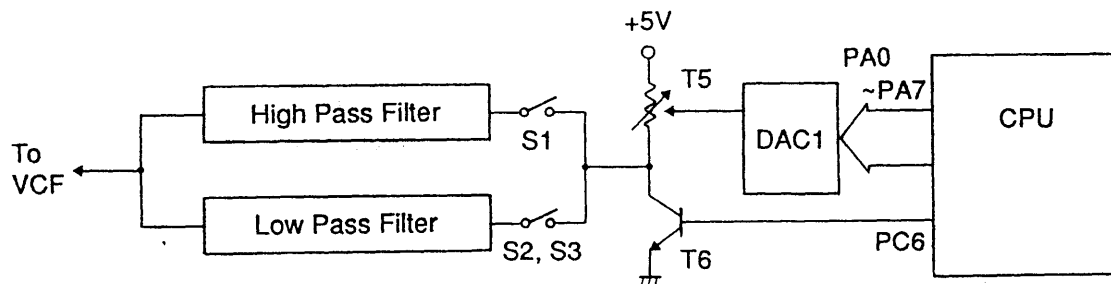 +5V
T5
PA0
~PA7
CPU
DAC1
High Pass Filter
S1
To
VCF
Low Pass Filter
S2, S3
T6
PC6